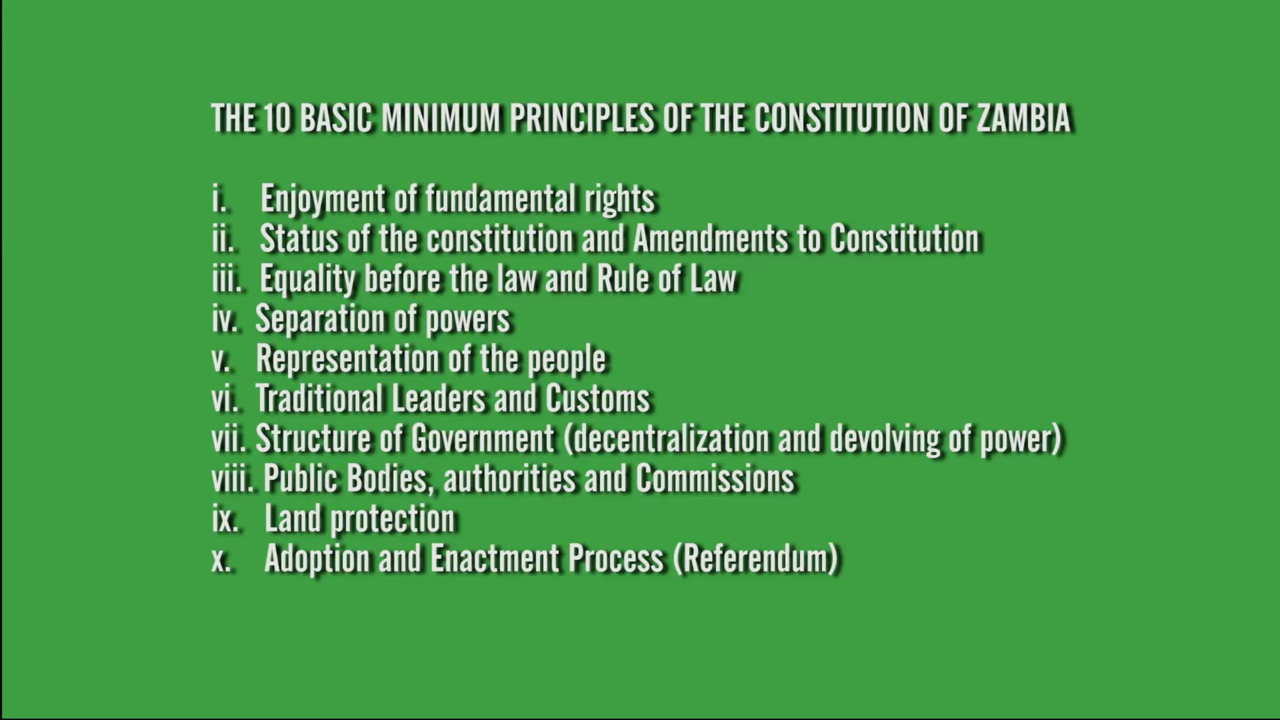 THE 10 BASIC MINIMUM PRINCIPLES OF THE CONSTITUTION OF ZAMBIA
i. Enjoyment of fundamental rights
ii. Status of the constitution and Amendments to Constitution
iii. Equality before the law and Rule of Law
iv. Separation of powers
v. Representation of the people
vi. Traditional Leaders and Customs
vii. Structure of Government (decentralization and devolving of power)
viii. Public Bodies, authorities and Commissions
ix. Land protection
x. Adoption and Enactment Process (Referendum)